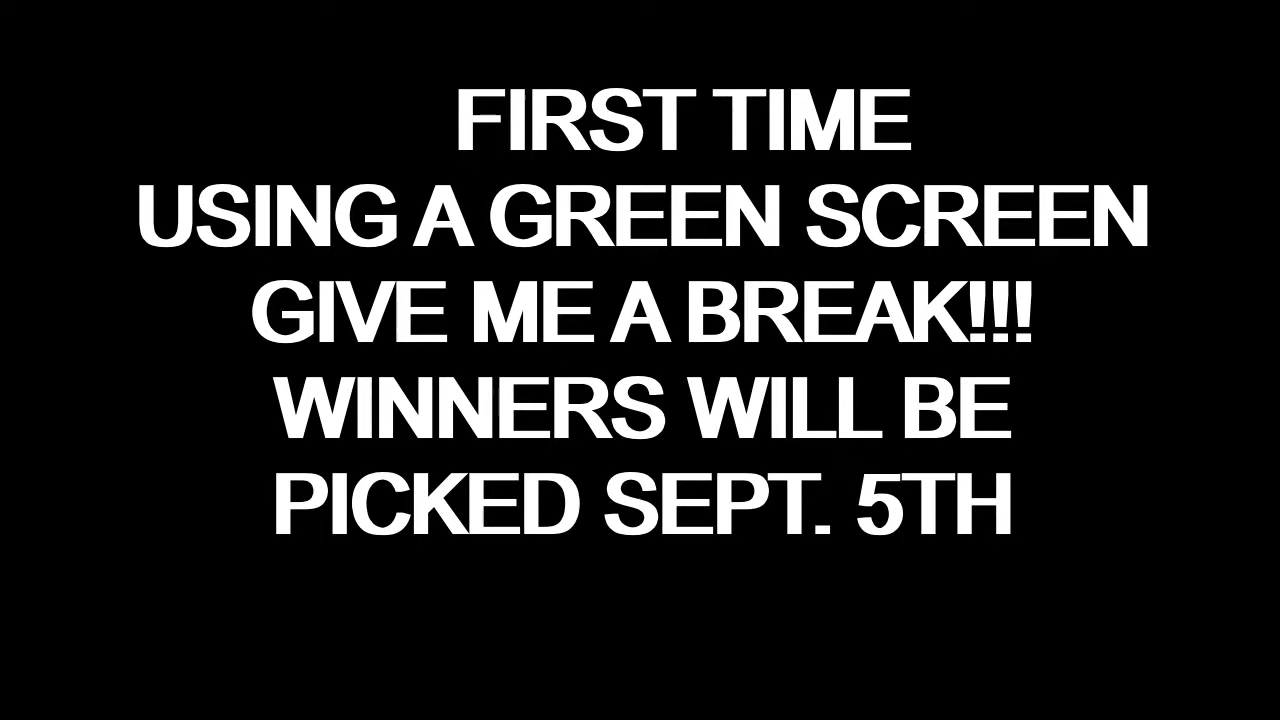 FIRST TIME
USING A GREEN SCREEN
GIVE ME A BREAK!!!
WINNERS WILL BE
PICKED SEPT. 5TH